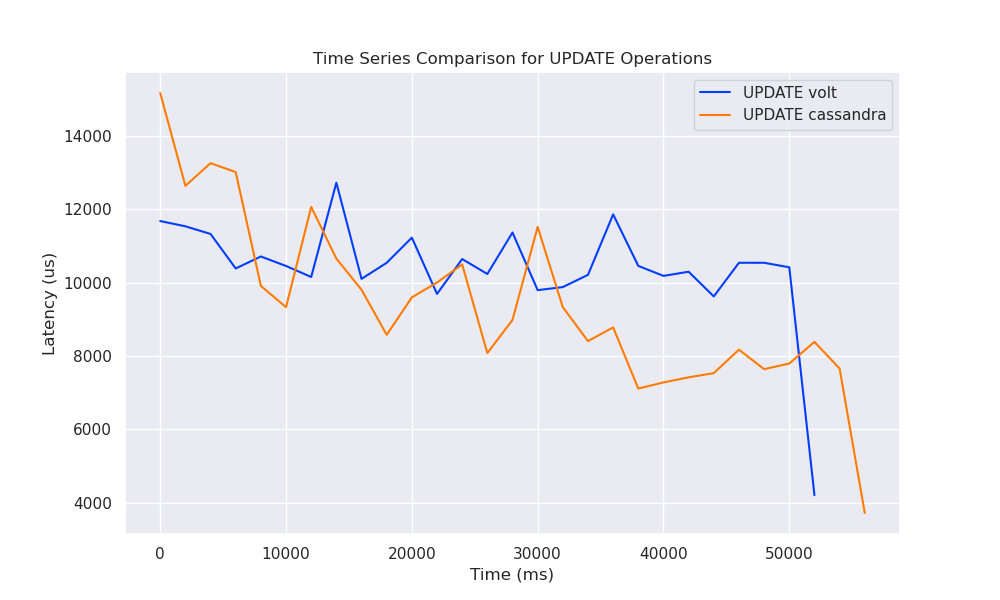 Time Series Comparison for UPDATE Operations
UPDATE volt
UPDATE cassandra
14000
12000
10000
8000
6000
4000
Latency (us)
0 10000 20000 30000 40000 50000
Time (ms)